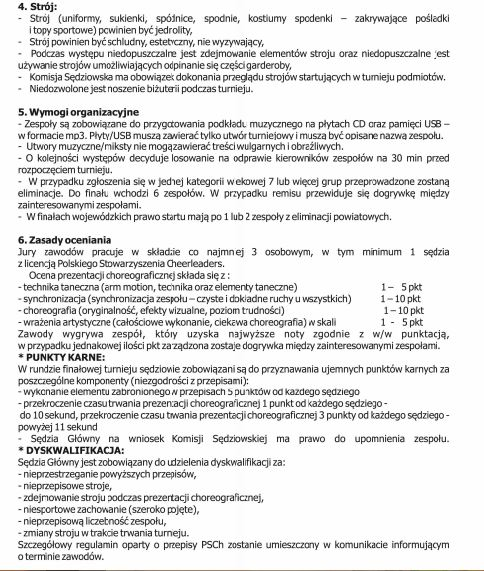 4. Strój:
- Strój (uniformy, sukienki, spódnice, spodnie, kostiumy spodenki – zakrywające pośladki
i topy sportowe) powinien być jednolity,
- Strój powinien być schludny, estetyczny, nie wyzywający,
- Podczas występu niedopuszczalne jest zdejmowanie elementów stroju oraz niedopuszczalne jest
używanie strojów umożliwiających odpinanie się części garderoby,
- Komisja Sędziowska ma obowiązek dokonania przeglądu strojów startujących w turnieju podmiotów.
- Niedozwolone jest noszenie biżuterii podczas turnieju.
5. Wymogi organizacyjne
- Zespoły są zobowiązane do przygotowania podkładu muzycznego na płytach CD oraz pamięci USB –
w formacie mp3. Płyty/USB muszą zawierać tylko utwór turniejowy i muszą być opisane nazwą zespołu.
- Utwory muzyczne/miksty nie mogą zawierać treści wulgarnych i obraźliwych.
- O kolejności występów decyduje losowanie na odprawie kierowników zespołów na 30 min przed
rozpoczęciem turnieju.
- W przypadku zgłoszenia się w jednej kategorii wiekowej 7 lub więcej grup przeprowadzone zostaną
eliminacje. Do finału wchodzi 6 zespołów. W przypadku remisu przewiduje się dogrywkę między
zainteresowanymi zespołami.
- W finałach wojewódzkich prawo startu mają po 1 lub 2 zespoły z eliminacji powiatowych.
6. Zasady oceniania
Jury zawodów pracuje w składzie co najmniej 3 osobowym, w tym minimum 1 sędzia
z licencją Polskiego Stowarzyszenia Cheerleaders.
Ocena prezentacji choreograficznej składa się z :
- technika taneczna (arm motion, technika oraz elementy taneczne) 1 – 5 pkt
- synchronizacja (synchronizacja zespołu – czyste i dokładne ruchy u wszystkich) 1 – 10 pkt
- choreografia (oryginalność, efekty wizualne, poziom trudności) 1 – 10 pkt
- wrażenia artystyczne (całościowe wykonanie, ciekawa choreografia) w skali 1 - 5 pkt
Zawody wygrywa zespół, który uzyska najwyższe noty zgodnie z w/w punktacją,
w przypadku jednakowej ilości pkt zarządzona zostaje dogrywka między zainteresowanymi zespołami.
* PUNKTY KARNE:
W rundzie finałowej turnieju sędziowie zobowiązani są do przyznawania ujemnych punktów karnych za
poszczególne komponenty (niezgodności z przepisami):
- wykonanie elementu zabronionego w przepisach 5 punktów od każdego sędziego
- przekroczenie czasu trwania prezentacji choreograficznej 1 punkt od każdego sędziego -
do 10 sekund, przekroczenie czasu twania prezentacji choreograficznej 3 punkty od każdego sędziego -
powyżej 11 sekund
- Sędzia Główny na wniosek Komisji Sędziowskiej ma prawo do upomnienia zespołu.
* DYSKWALIFIKACJA:
Sędzia Główny jest zobowiązany do udzielenia dyskwalifikacji za:
- nieprzestrzeganie powyższych przepisów,
- nieprzepisowe stroje,
- zdejmowanie stroju podczas prezentacji choreograficznej,
- niesportowe zachowanie (szeroko pojęte),
- nieprzepisową liczebność zespołu,
- zmiany stroju w trakcie trwania turnieju.
Szczegółowy regulamin oparty o przepisy PSCh zostanie umieszczony w komunikacie informującym
o terminie zawodów.